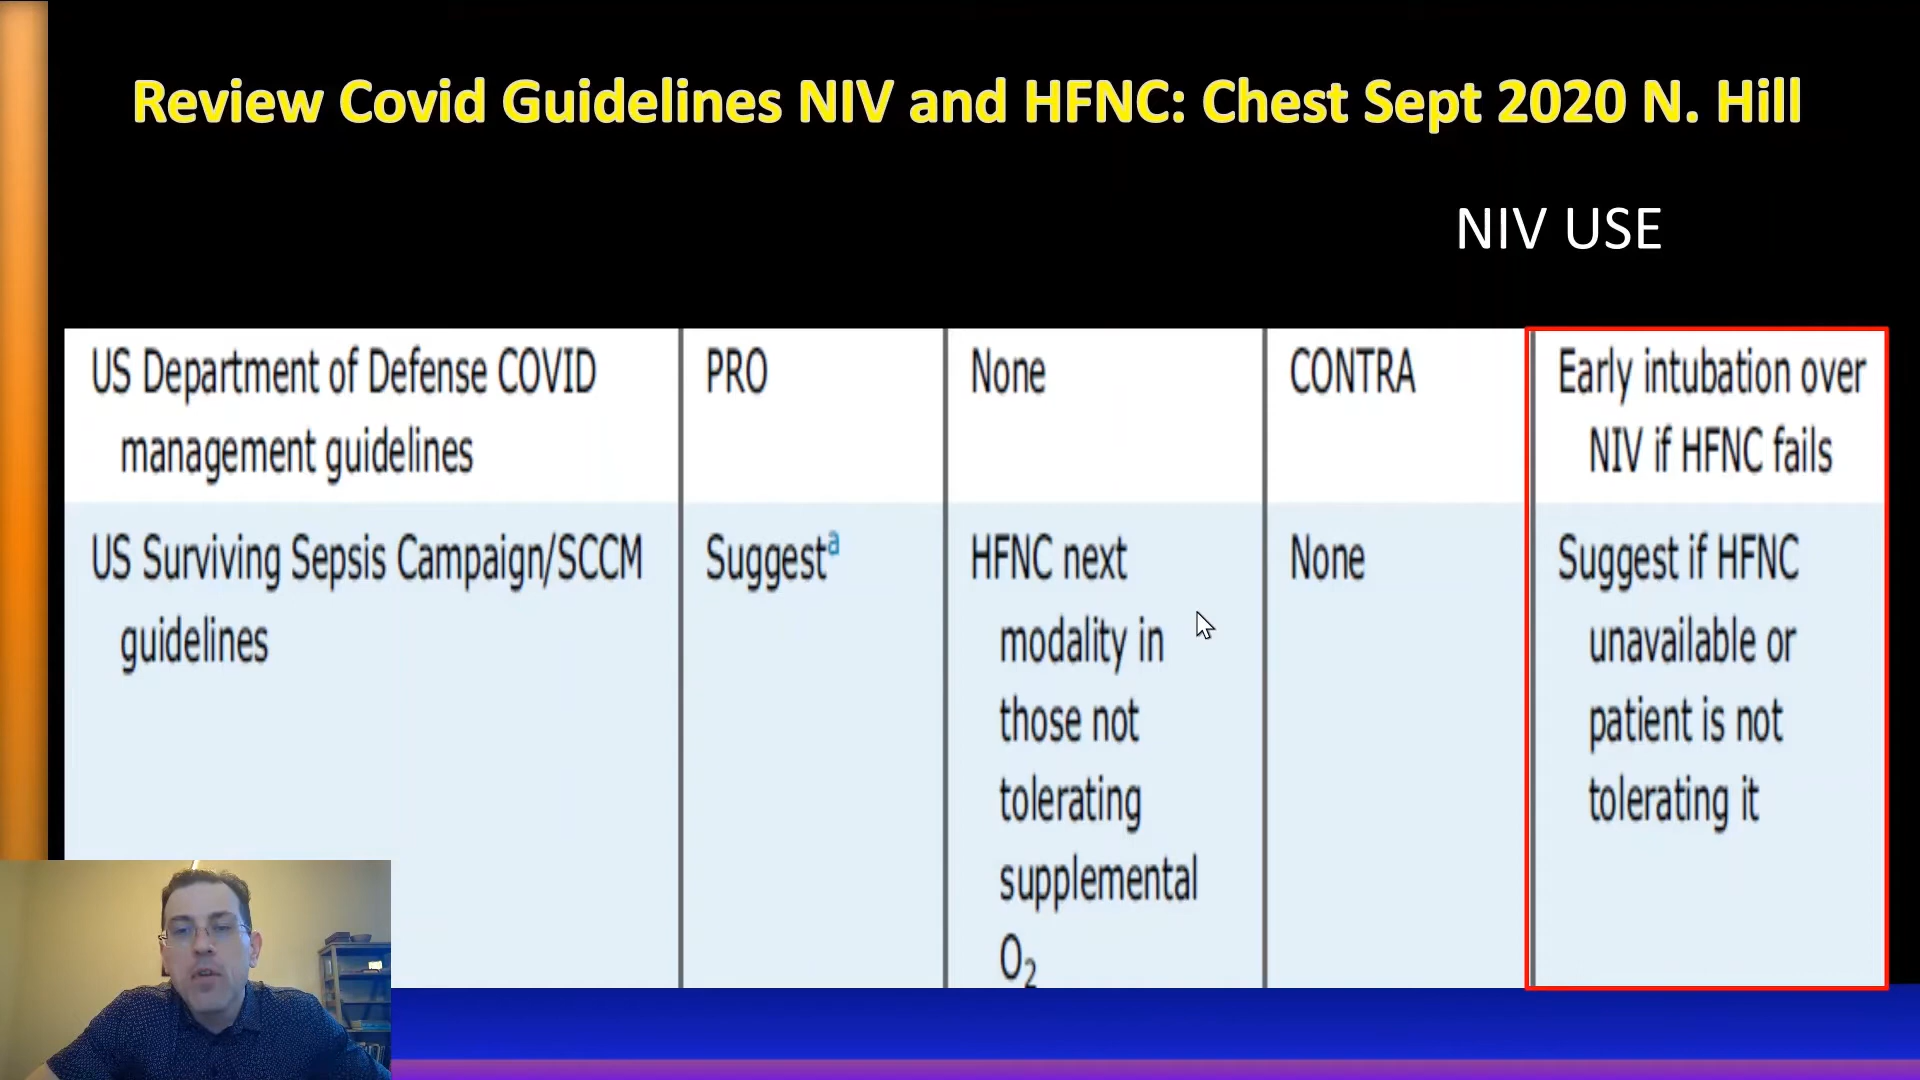 Review Covid Guidelines NIV and HFNC: Chest Sept 2020 N. Hill
NIV USE
US Department of Defense COVID
management guidelines
PRO
None
CONTRA
Early intubation over
NIV if HFNC fails
US Surviving Sepsis Campaign/SCCM
guidelines
Suggestᵃ
HFNC next
modality in
those not
tolerating
supplemental
O₂
None
Suggest if HFNC
unavailable or
patient is not
tolerating it